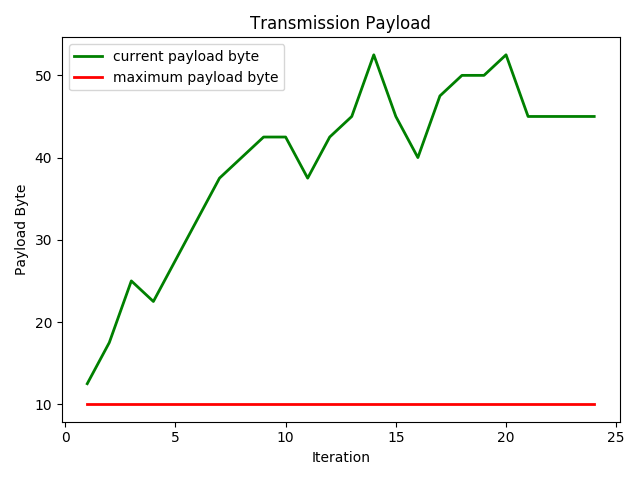 Transmission Payload
current payload byte
maximum payload byte
Payload Byte
50
40
30
20
10
0
5
10
15
20
25
Iteration